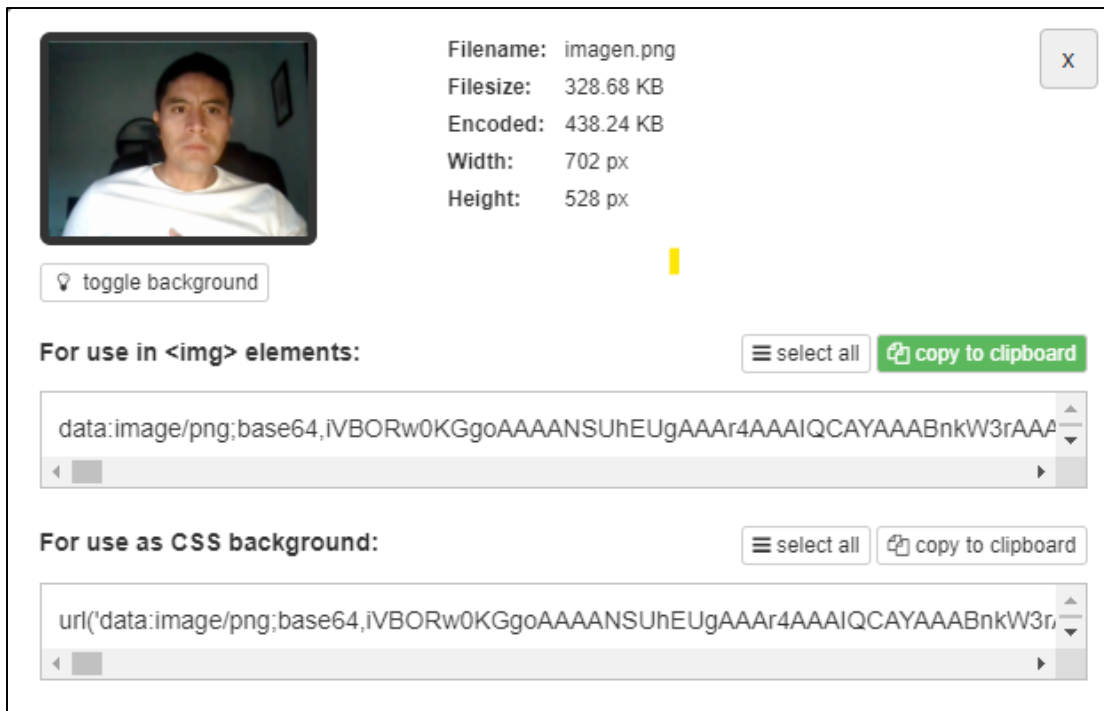 Filename: imagen.png
x
Filesize: 328.68 KB
Encoded: 438.24 KB
Width: 702 px
Height: 528 px
toggle background
For use in <img> elements:
select all
copy to clipboard
data:image/png;base64,iVBORw0KGgoAAAANSUhEUgAAAr4AAAIQCAYAAABnkW3rAAA
For use as CSS background:
select all
copy to clipboard
url('data:image/png;base64,iVBORw0KGgoAAAANSUhEUgAAAr4AAAIQCAYAAABnkW3r